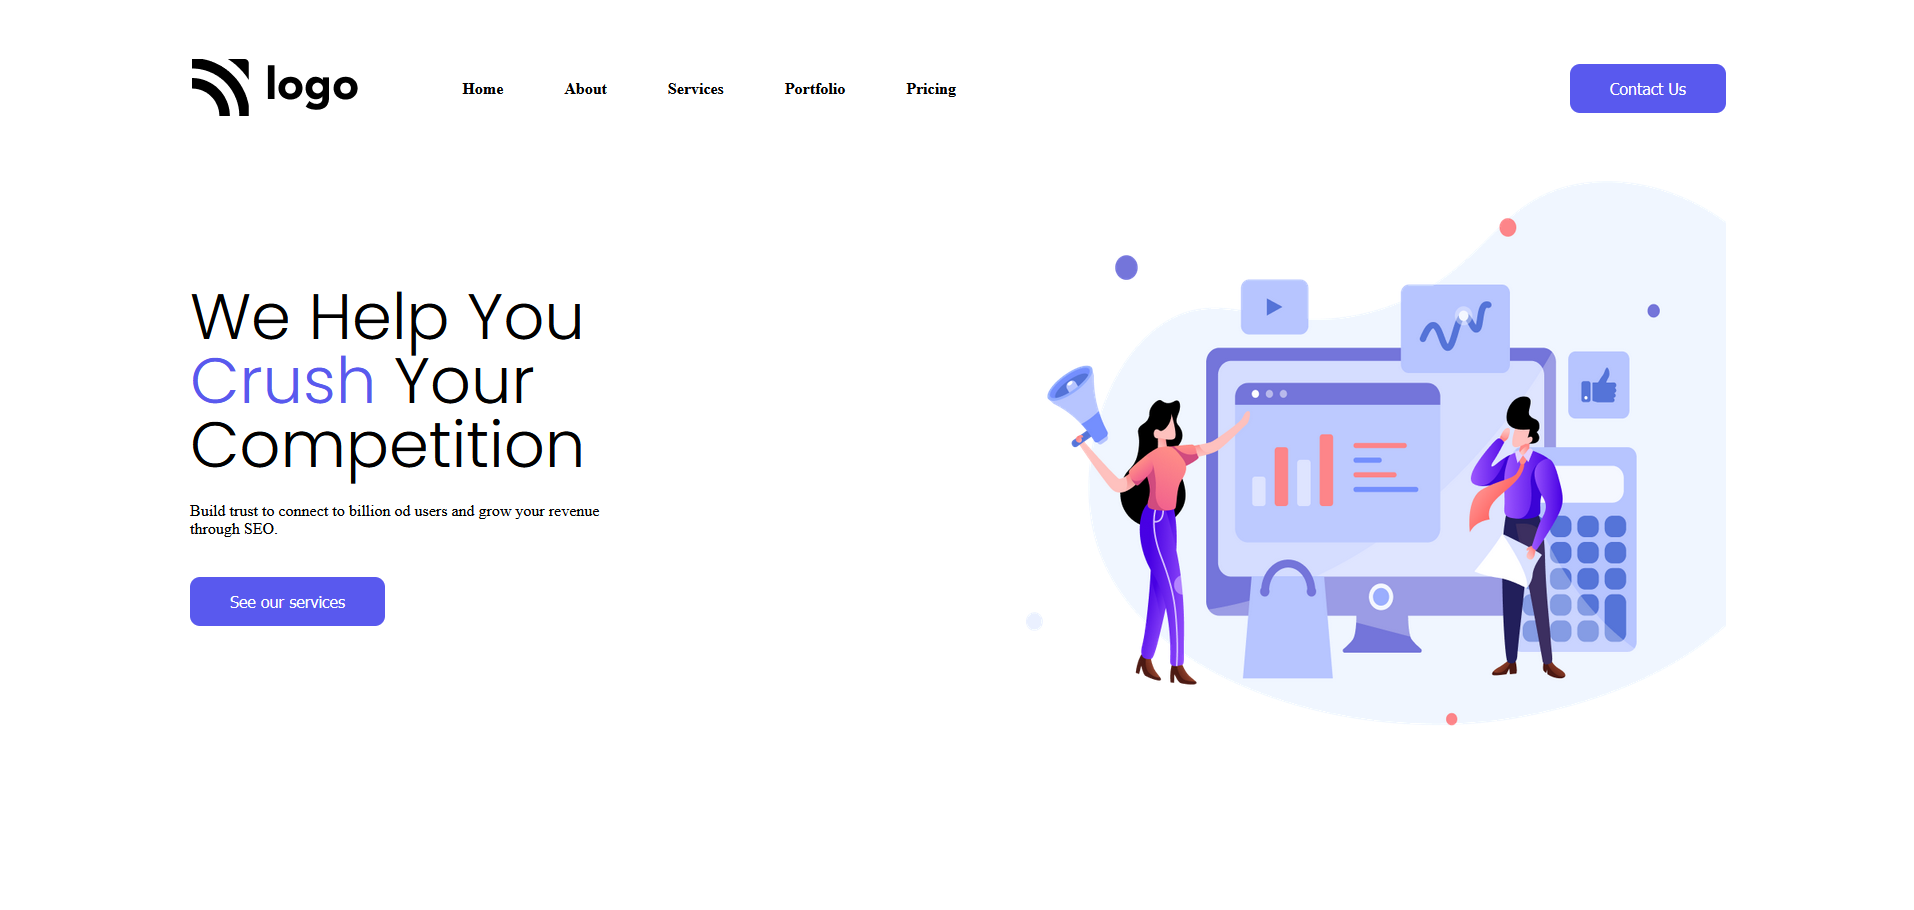 logo
Home About Services Portfolio Pricing
Contact Us
We Help You
Crush Your
Competition
Build trust to connect to billion od users and grow your revenue
through SEO.
See our services